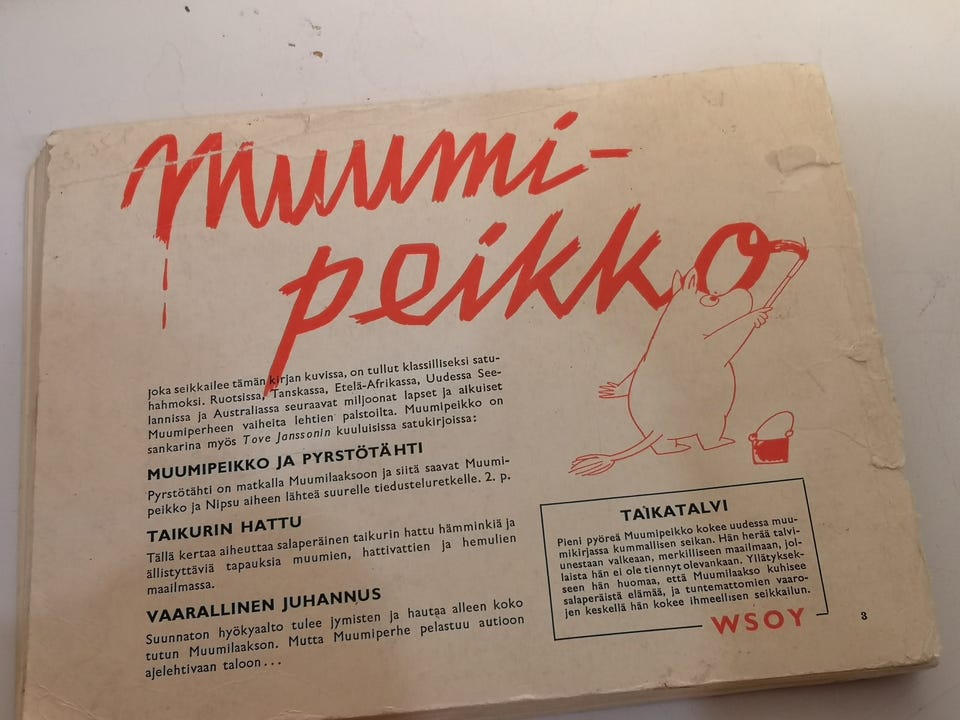 Muumi-
peikko
joka seikkailee tämän kirjan kuvissa, on tullut klassilliseksi satu-
hahmoksi. Ruotsissa, Tanskassa, Etelä-Afrikassa, Uudessa See-
lannissa ja Australiassa seuraavat miljoonat lapset ja aikuiset
Muumiperheen vaiheita lehtien palstoilta. Muumipeikko on
sankarina myös Tove Janssonin kuuluisissa satukirjoissa:
MUUMIPEIKKO JA PYRSTÖTÄHTI
Pyrstötähti on matkalla Muumilaaksoon ja siitä saavat Muumi-
peikko ja Nipsu aiheen lähteä suurelle tiedusteluretkelle. 2. p.
TAIKURIN HATTU
Tällä kertaa aiheuttaa salaperäinen taikurin hattu hämminkiä ja
ällistyttäviä tapauksia muumien, hattivattien ja hemulien
maailmassa.
VAARALLINEN JUHANNUS
Suunnaton hyökyaalto tulee jymisten ja hautaa alleen koko
tutun Muumilaakson. Mutta Muumiperhe pelastuu autioon
ajelehtivaan taloon...
TAIKATALVI
Pieni pyöreä Muumipeikko kokee uudessa muu-
mikirjassa kummallisen seikan. Hän herää talvi-
unestaan valkeaan, merkilliseen maailmaan, jol-
laista hän ei ole tiennyt olevankaan. Yllätyksek-
seen hän huomaa, että Muumilaakso kuhisee
salaperäistä elämää, ja tuntemattomien vaaro-
jen keskellä hän kokee ihmeellisen seikkailun.
WSOY
3